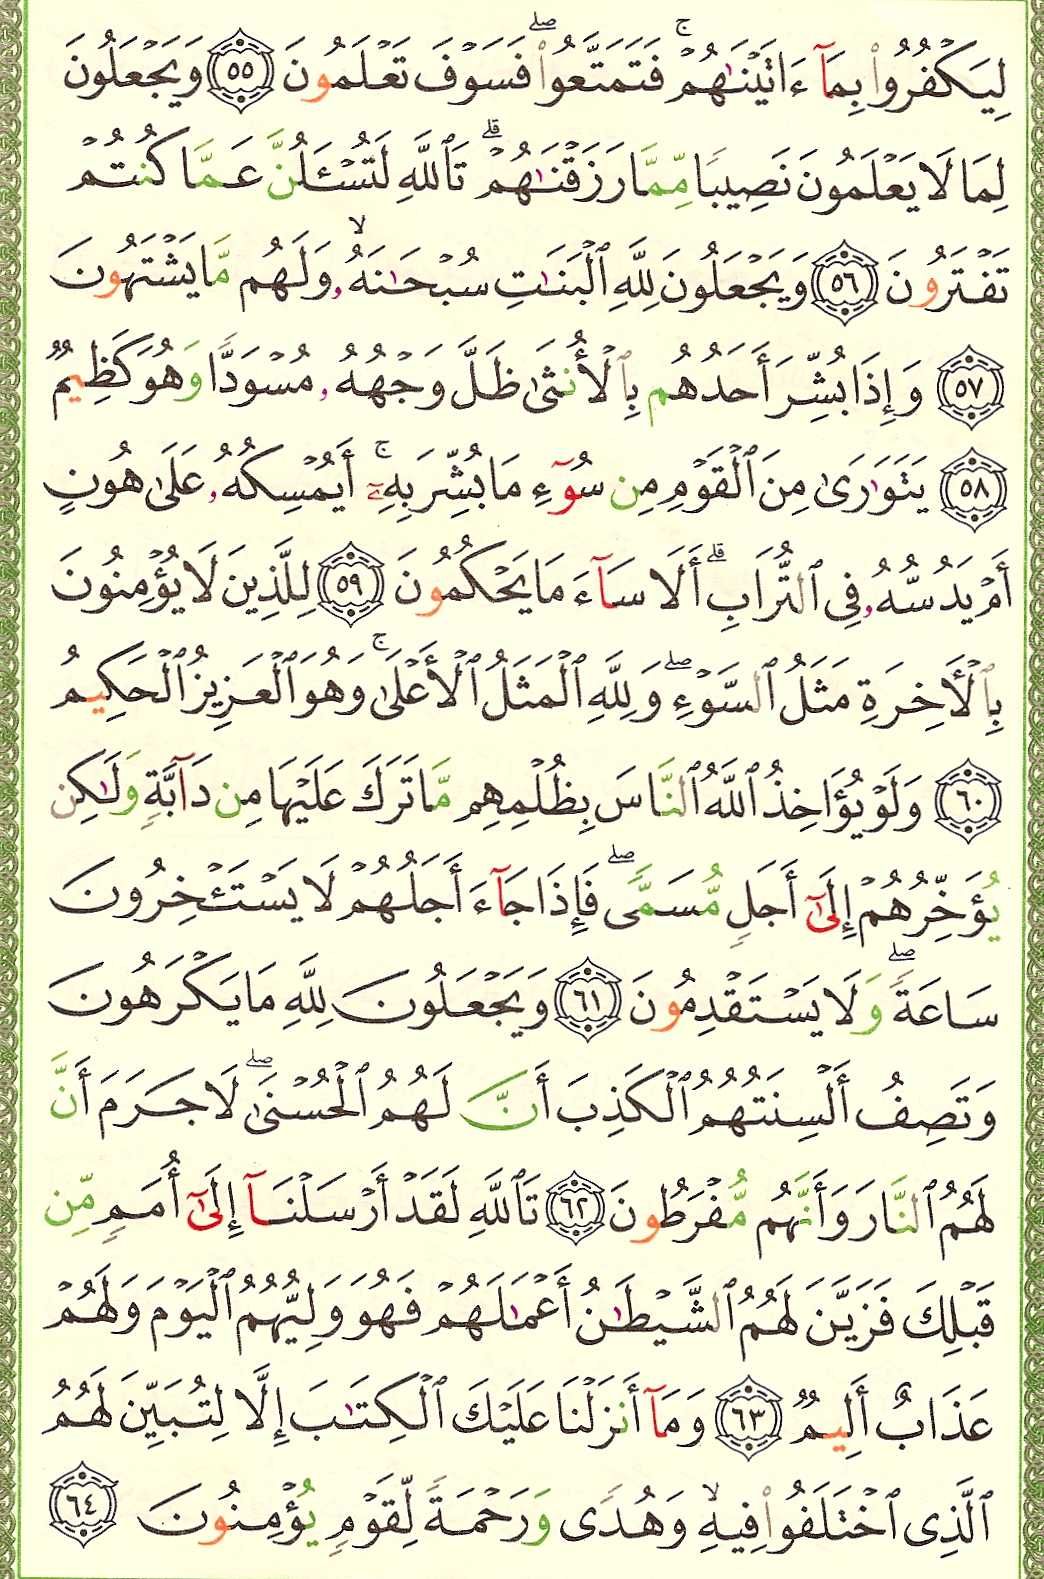 لِيَكْفُرُوا۟ بِمَآ ءَاتَيْنَٰهُمْ ۚ فَتَمَتَّعُوا۟ ۖ فَسَوْفَ تَعْلَمُونَ ٥٥ وَيَجْعَلُونَ
لِمَا لَا يَعْلَمُونَ نَصِيبًا مِّمَّا رَزَقْنَٰهُمْ ۗ تَٱللَّهِ لَتُسْـَٔلُنَّ عَمَّا كُنتُمْ
تَفْتَرُونَ ٥٦ وَيَجْعَلُونَ لِلَّهِ ٱلْبَنَٰتِ سُبْحَٰنَهُۥ ۙ وَلَهُم مَّا يَشْتَهُونَ
٥٧ وَإِذَا بُشِّرَ أَحَدُهُم بِٱلْأُنثَىٰ ظَلَّ وَجْهُهُۥ مُسْوَدًّا وَهُوَ كَظِيمٌ
٥٨ يَتَوَٰرَىٰ مِنَ ٱلْقَوْمِ مِن سُوٓءِ مَا بُشِّرَ بِهِۦٓ ۚ أَيُمْسِكُهُۥ عَلَىٰ هُونٍ
أَمْ يَدُسُّهُۥ فِى ٱلتُّرَابِ ۗ أَلَا سَآءَ مَا يَحْكُمُونَ ٥٩ لِلَّذِينَ لَا يُؤْمِنُونَ
بِٱلْأَخِرَةِ مَثَلُ ٱلسَّوْءِ ۖ وَلِلَّهِ ٱلْمَثَلُ ٱلْأَعْلَىٰ ۚ وَهُوَ ٱلْعَزِيزُ ٱلْحَكِيمُ
٦٠ وَلَوْ يُؤَاخِذُ ٱللَّهُ ٱلنَّاسَ بِظُلْمِهِم مَّا تَرَكَ عَلَيْهَا مِن دَآبَّةٍ وَلَٰكِن
يُؤَخِّرُهُمْ إِلَىٰٓ أَجَلٍ مُّسَمًّى ۖ فَإِذَا جَآءَ أَجَلُهُمْ لَا يَسْتَـْٔخِرُونَ
سَاعَةً ۖ وَلَا يَسْتَقْدِمُونَ ٦١ وَيَجْعَلُونَ لِلَّهِ مَا يَكْرَهُونَ
وَتَصِفُ أَلْسِنَتُهُمُ ٱلْكَذِبَ أَنَّ لَهُمُ ٱلْحُسْنَىٰ ۖ لَا جَرَمَ أَنَّ
لَهُمُ ٱلنَّارَ وَأَنَّهُم مُّفْرَطُونَ ٦٢ تَٱللَّهِ لَقَدْ أَرْسَلْنَآ إِلَىٰٓ أُمَمٍ مِّن
قَبْلِكَ فَزَيَّنَ لَهُمُ ٱلشَّيْطَٰنُ أَعْمَٰلَهُمْ فَهُوَ وَلِيُّهُمُ ٱلْيَوْمَ وَلَهُمْ
عَذَابٌ أَلِيمٌ ٦٣ وَمَآ أَنزَلْنَا عَلَيْكَ ٱلْكِتَٰبَ إِلَّا لِتُبَيِّنَ لَهُمُ
ٱلَّذِى ٱخْتَلَفُوا۟ فِيهِ ۙ وَهُدًى وَرَحْمَةً لِّقَوْمٍ يُؤْمِنُونَ ٦٤